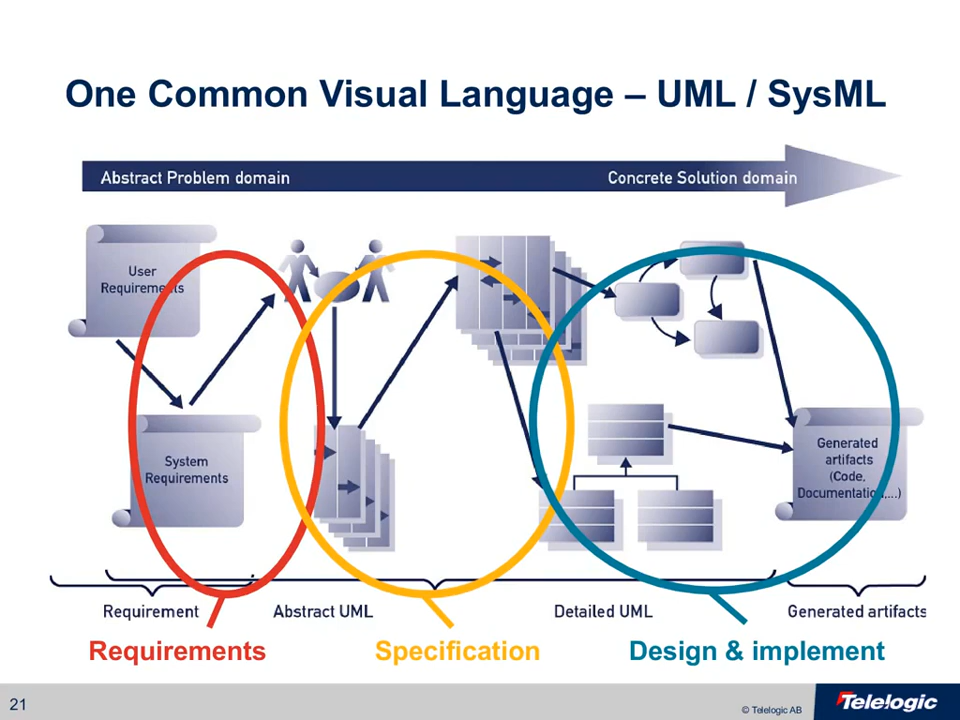 One Common Visual Language – UML / SysML
Abstract Problem domain
Concrete Solution domain
User
Requirements
System
Requirements
Generated
artifacts
(Code,
Documentation,...)
Requirement
Abstract UML
Detailed UML
Generated artifacts
Requirements
Specification
Design & implement
21
© Telelogic AB
Telelogic